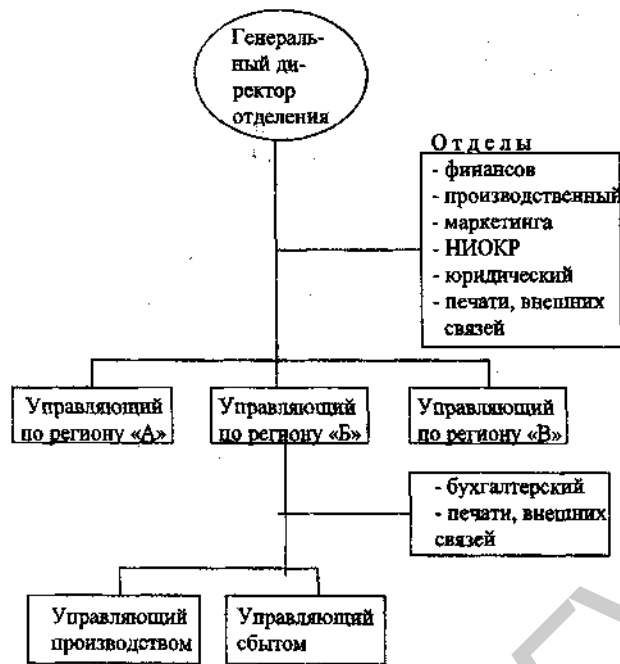 Генераль-
ный ди-
ректор
отделения
Отделы
- финансов
- производственный
- маркетинга
- НИОКР
- юридический
- печати, внешних
связей
Управляющий
по региону «А»
Управляющий
по региону «Б»
Управляющий
по региону «В»
- бухгалтерский
- печати, внешних
связей
Управляющий
производством
Управляющий
сбытом